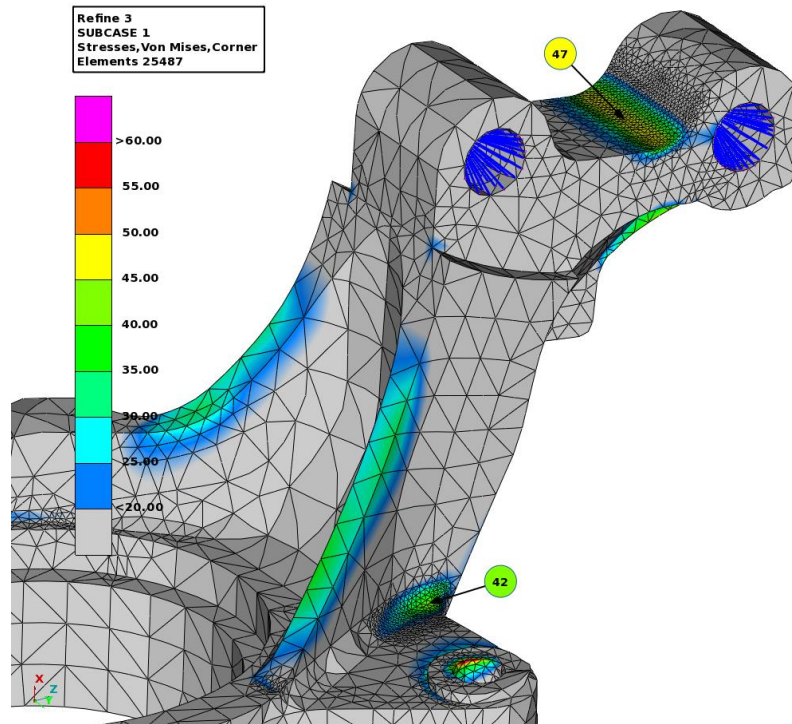 Refine 3
SUBCASE 1
Stresses,Von Mises,Corner
Elements 25487
47
>60.00
55.00
50.00
45.00
40.00
35.00
30.00
25.00
<20.00
42
X
Z